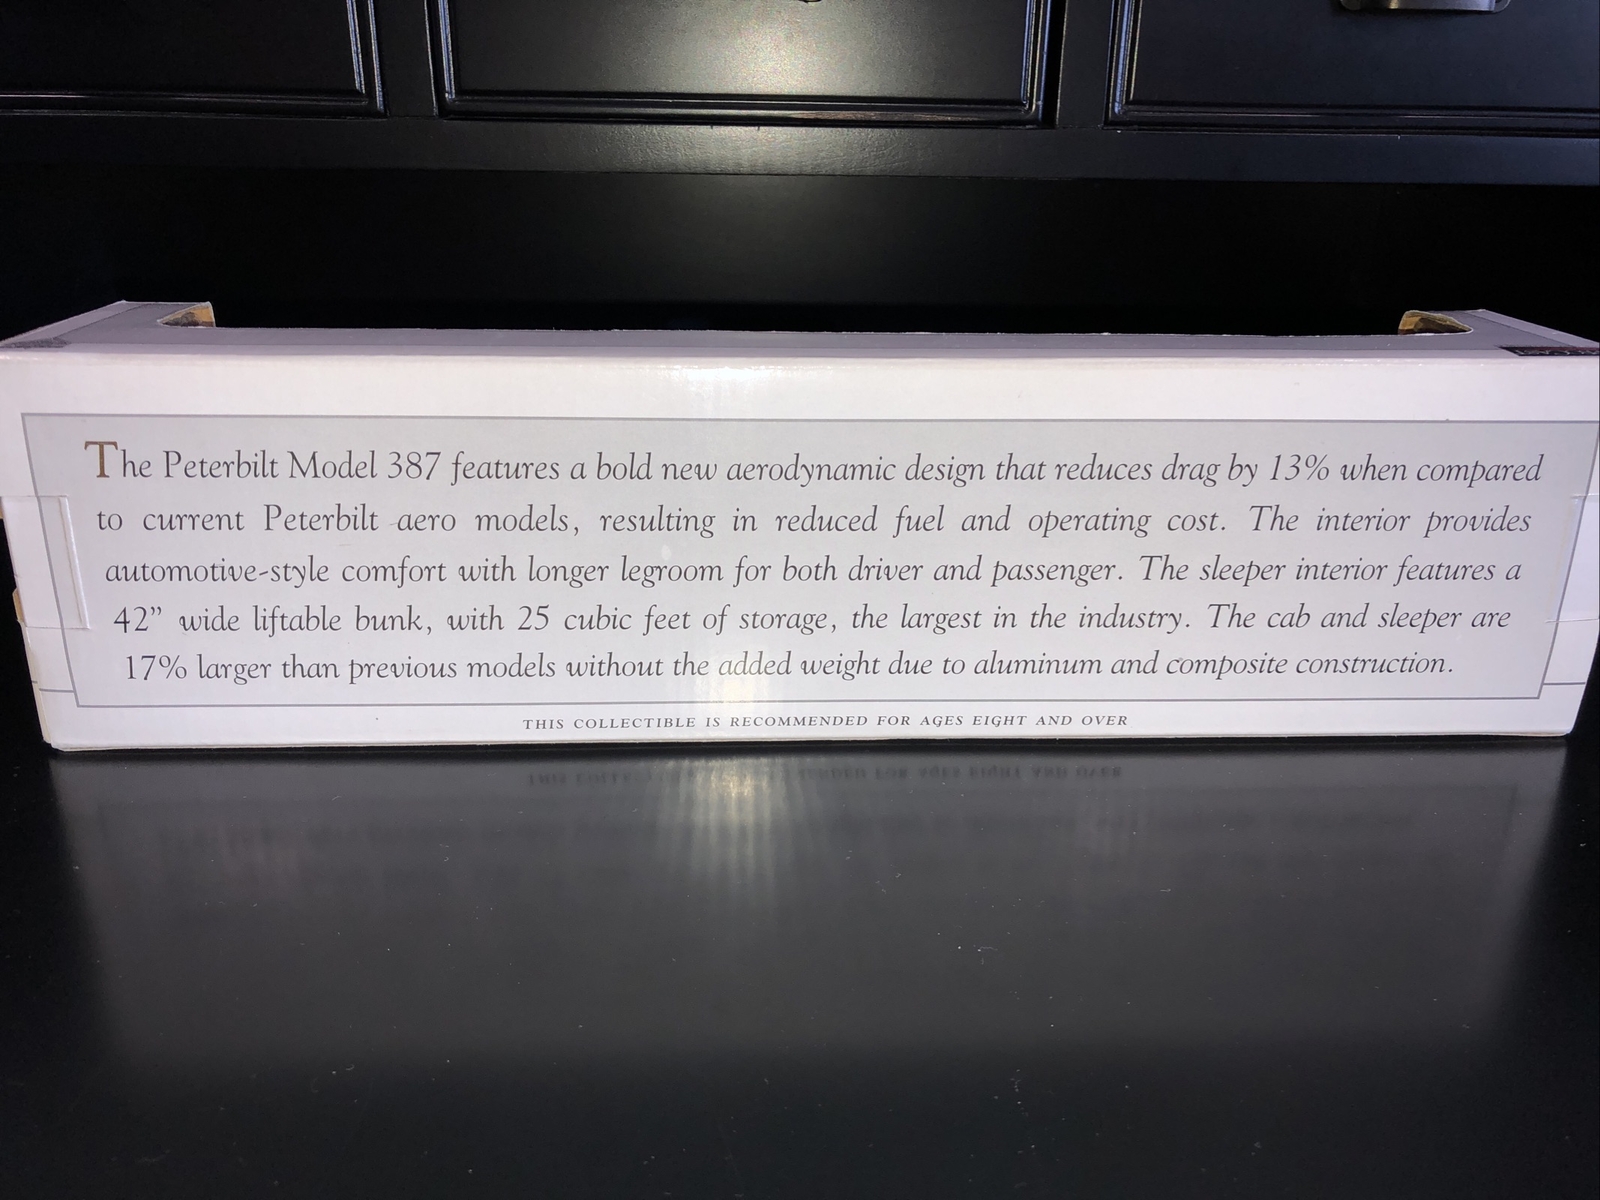 The Peterbilt Model 387 features a bold new aerodynamic design that reduces drag by 13% when compared
to current Peterbilt aero models, resulting in reduced fuel and operating cost. The interior provides
automotive-style comfort with longer legroom for both driver and passenger. The sleeper interior features a
42” wide liftable bunk, with 25 cubic feet of storage, the largest in the industry. The cab and sleeper are
17% larger than previous models without the added weight due to aluminum and composite construction.
THIS COLLECTIBLE IS RECOMMENDED FOR AGES EIGHT AND OVER